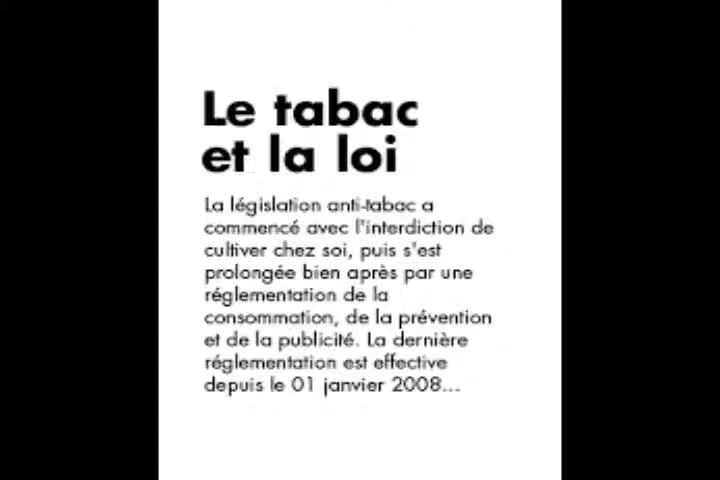 Le tabac
et la loi
La législation anti-tabac a
commencé avec l'interdiction de
cultiver chez soi, puis s'est
prolongée bien après par une
réglementation de la
consommation, de la prévention
et de la publicité. La dernière
réglementation est effective
depuis le 01 janvier 2008...